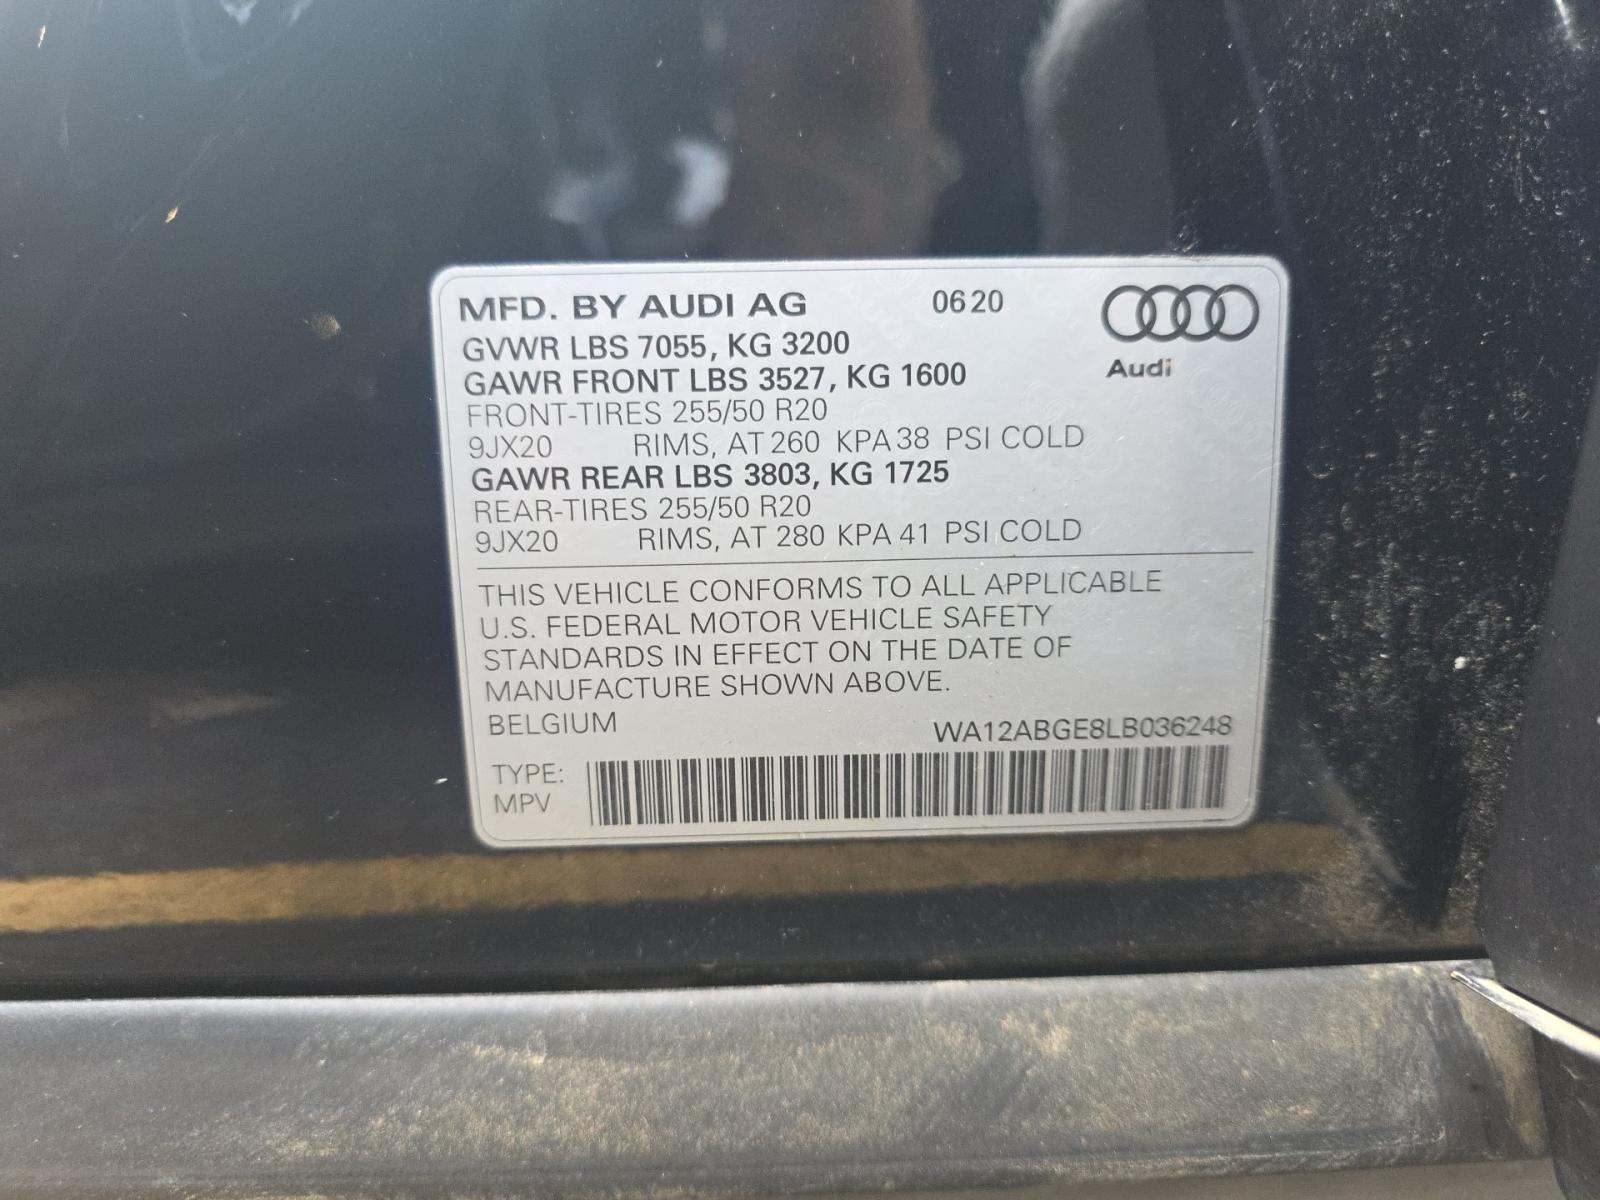 MFD. BY AUDI AG 0620
Audi
GVWR LBS 7055, KG 3200
GAWR FRONT LBS 3527, KG 1600
FRONT-TIRES 255/50 R20
9JX20 RIMS, AT 260 KPA 38 PSI COLD
GAWR REAR LBS 3803, KG 1725
REAR-TIRES 255/50 R20
9JX20 RIMS, AT 280 KPA 41 PSI COLD
THIS VEHICLE CONFORMS TO ALL APPLICABLE
U.S. FEDERAL MOTOR VEHICLE SAFETY
STANDARDS IN EFFECT ON THE DATE OF
MANUFACTURE SHOWN ABOVE.
BELGIUM WA12ABGE8LB036248
TYPE:
MPV